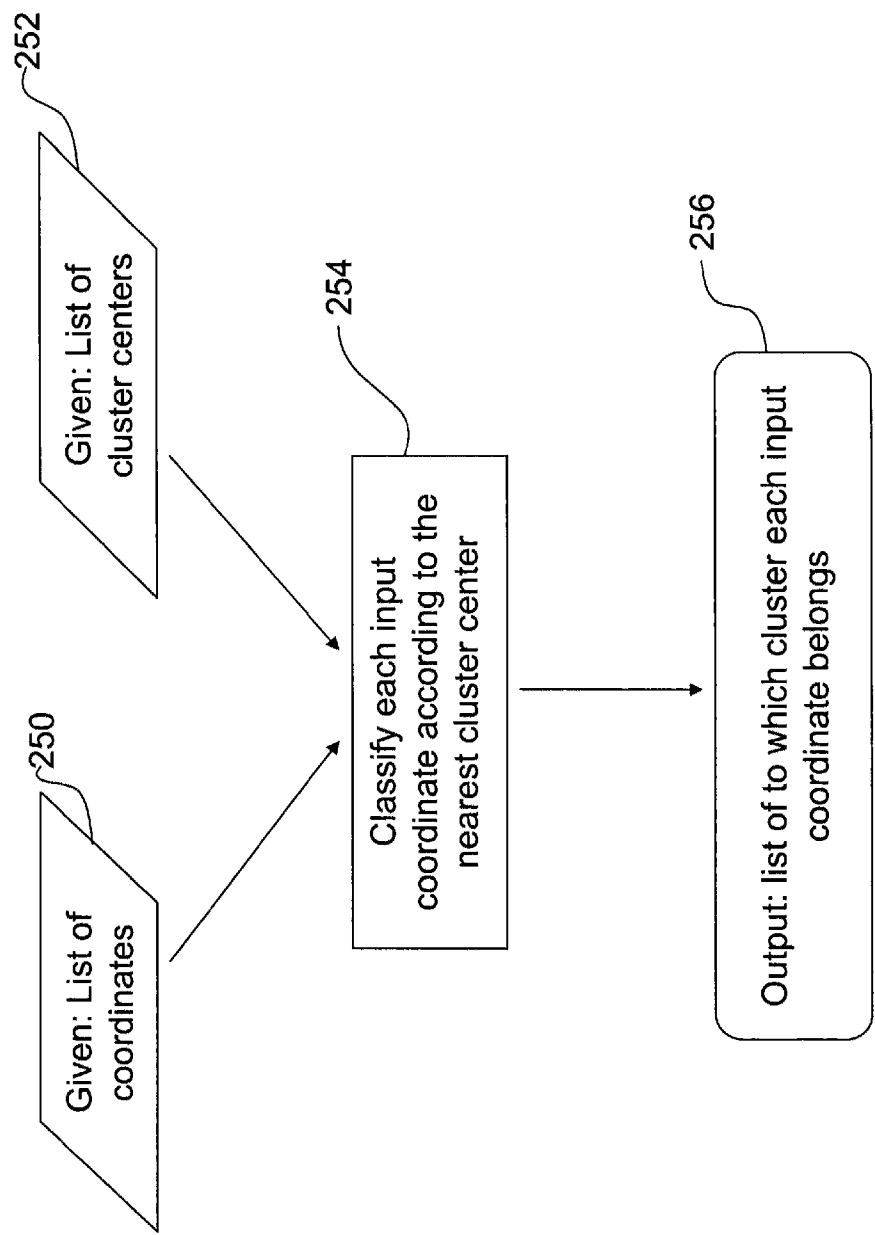 250
Given: List of
coordinates
252
Given: List of
cluster centers
254
Classify each input
coordinate according to the
nearest cluster center
256
Output: list of to which cluster each input
coordinate belongs